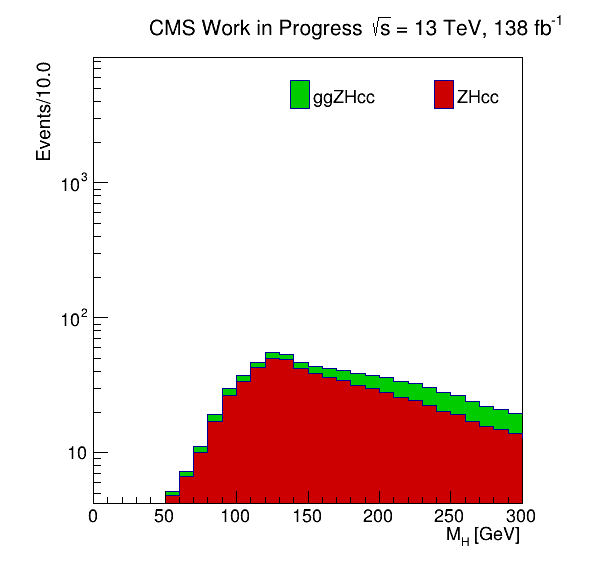 CMS Work in Progress √s = 13 TeV, 138 fb⁻¹
Events/10.0
ggZHcc ZHcc
10³
10²
10
0 50 100 150 200 250 300
M_H [GeV]